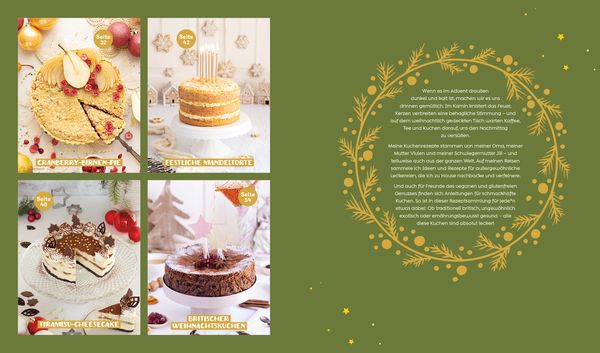 Seite
32
CRANBERRY-BIRNEN-PIE
Seite
42
FESTLICHE MANDELTORTE
Seite
48
TIRAMISU-CHEESECAKE
Seite
54
BRITISCHER
WEIHNACHTSKUCHEN
Wenn es im Advent draußen
dunkel und kalt ist, machen wir es uns
drinnen gemütlich. Im Kamin knistert das Feuer,
Kerzen verbreiten eine behagliche Stimmung – und
auf dem weihnachtlich gedeckten Tisch warten Kaffee,
Tee und Kuchen darauf, uns den Nachmittag
zu versüßen.
Meine Kuchenrezepte stammen von meiner Oma, meiner
Mutter Vivian und meiner Schwiegermutter Jill – und
teilweise auch aus der ganzen Welt. Auf meinen Reisen
sammele ich Ideen und Rezepte für außergewöhnliche
Leckereien, die ich zu Hause nachbacke und verfeinere.
Und auch für Freunde des veganen und glutenfreien
Genusses finden sich Anleitungen für schmackhafte
Kuchen. So ist in dieser Rezeptsammlung für jede*n
etwas dabei! Ob traditionell britisch, ungewöhnlich
exotisch oder ernährungsbewusst gesund – alle
diese Kuchen sind absolut lecker!